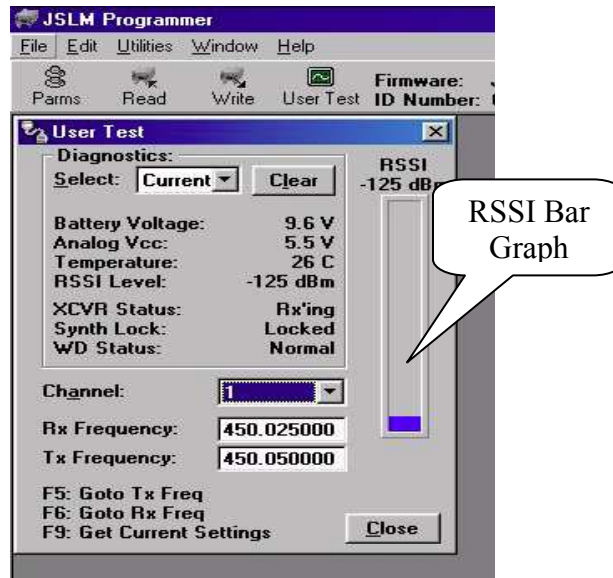 JSLM Programmer
File Edit Utilities Window Help
Parms Read Write User Test
Firmware:
ID Number:
User Test
Diagnostics:
Select: Current Clear
Battery Voltage: 9.6 V
Analog Vcc: 5.5 V
Temperature: 26 C
RSSI Level: -125 dBm
XCVR Status: Rx'ing
Synth Lock: Locked
WD Status: Normal
Channel: 1
Rx Frequency: 450.025000
Tx Frequency: 450.050000
F5: Goto Tx Freq
F6: Goto Rx Freq
F9: Get Current Settings
Close
RSSI
-125 dBm
RSSI Bar
Graph